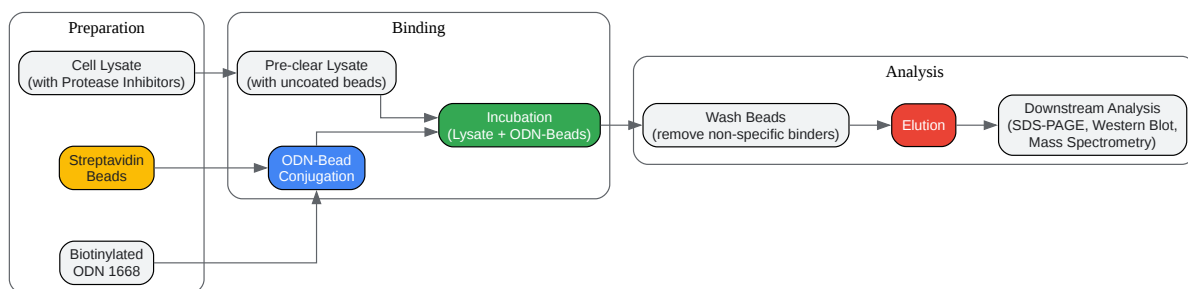 Preparation
Cell Lysate
(with Protease Inhibitors)
Streptavidin
Beads
Biotinylated
ODN 1668
Binding
Pre-clear Lysate
(with uncoated beads)
Incubation
(Lysate + ODN-Beads)
ODN-Bead
Conjugation
Analysis
Wash Beads
(remove non-specific binders)
Elution
Downstream Analysis
(SDS-PAGE, Western Blot,
Mass Spectrometry)